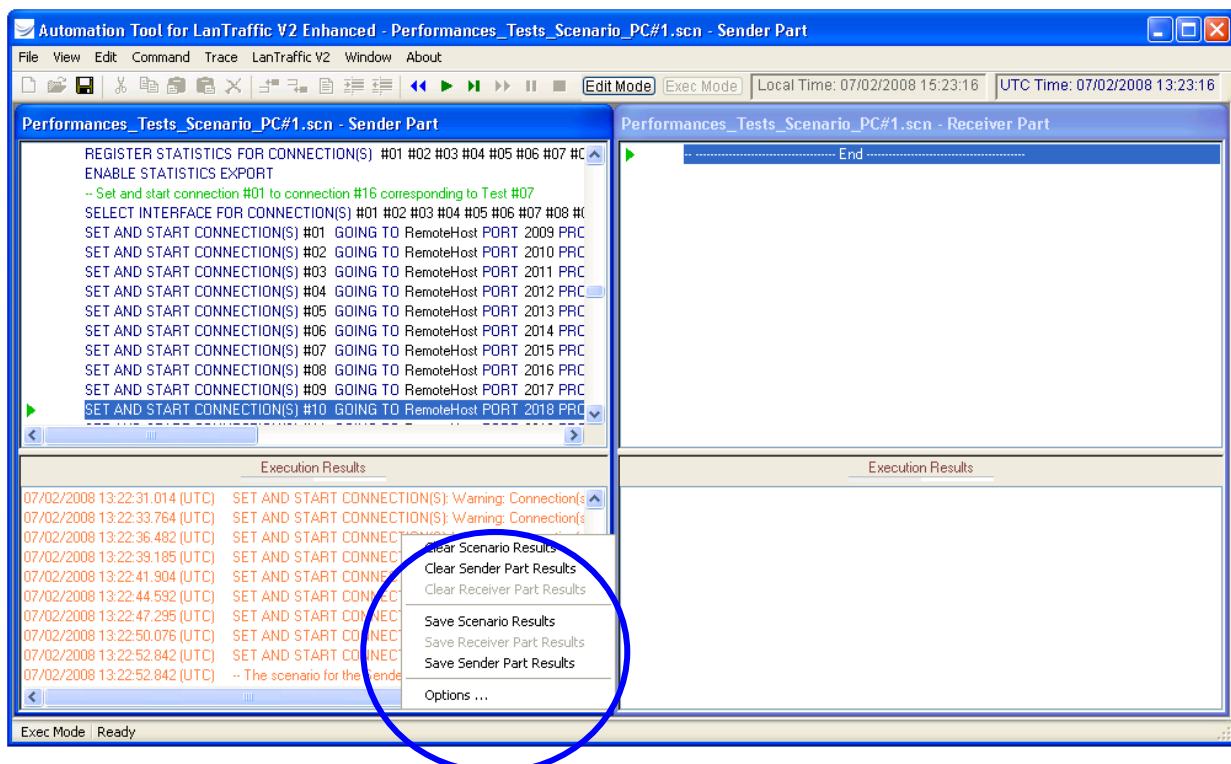 Automation Tool for LanTraffic V2 Enhanced - Performances_Tests_Scenario_PC#1.scn - Sender Part
File View Edit Command Trace LanTraffic V2 Window About
Edit Mode Exec Mode Local Time: 07/02/2008 15:23:16 UTC Time: 07/02/2008 13:23:16
Performances_Tests_Scenario_PC#1.scn - Sender Part
REGISTER STATISTICS FOR CONNECTION(S) #01 #02 #03 #04 #05 #06 #07
ENABLE STATISTICS EXPORT
-- Set and start connection #01 to connection #16 corresponding to Test #07
SELECT INTERFACE FOR CONNECTION(S) #01 #02 #03 #04 #05 #06 #07 #08
SET AND START CONNECTION(S) #01 GOING TO RemoteHost PORT 2009 PRO
SET AND START CONNECTION(S) #02 GOING TO RemoteHost PORT 2010 PRO
SET AND START CONNECTION(S) #03 GOING TO RemoteHost PORT 2011 PRO
SET AND START CONNECTION(S) #04 GOING TO RemoteHost PORT 2012 PRO
SET AND START CONNECTION(S) #05 GOING TO RemoteHost PORT 2013 PRO
SET AND START CONNECTION(S) #06 GOING TO RemoteHost PORT 2014 PRO
SET AND START CONNECTION(S) #07 GOING TO RemoteHost PORT 2015 PRO
SET AND START CONNECTION(S) #08 GOING TO RemoteHost PORT 2016 PRO
SET AND START CONNECTION(S) #09 GOING TO RemoteHost PORT 2017 PRO
SET AND START CONNECTION(S) #10 GOING TO RemoteHost PORT 2018 PRO
Execution Results
07/02/2008 13:22:31.014 (UTC) SET AND START CONNECTION(S): Warning: Connection(s
07/02/2008 13:22:33.764 (UTC) SET AND START CONNECTION(S): Warning: Connection(s
07/02/2008 13:22:36.482 (UTC) SET AND START
07/02/2008 13:22:39.185 (UTC) SET AND START CONNEC
07/02/2008 13:22:41.904 (UTC) SET AND START CONNEC
07/02/2008 13:22:44.592 (UTC) SET AND START CONNEC
07/02/2008 13:22:47.295 (UTC) SET AND START CONNEC
07/02/2008 13:22:50.076 (UTC) SET AND START CONNEC
07/02/2008 13:22:52.842 (UTC) SET AND START CONNEC
07/02/2008 13:22:52.842 (UTC) -- The scenario for the Sende
Clear Scenario Results
Clear Sender Part Results
Clear Receiver Part Results
Save Scenario Results
Save Receiver Part Results
Save Sender Part Results
Options ...
Performances_Tests_Scenario_PC#1.scn - Receiver Part
-- ---------------------------------------- End ----------------------------------------
Execution Results
Exec Mode Ready